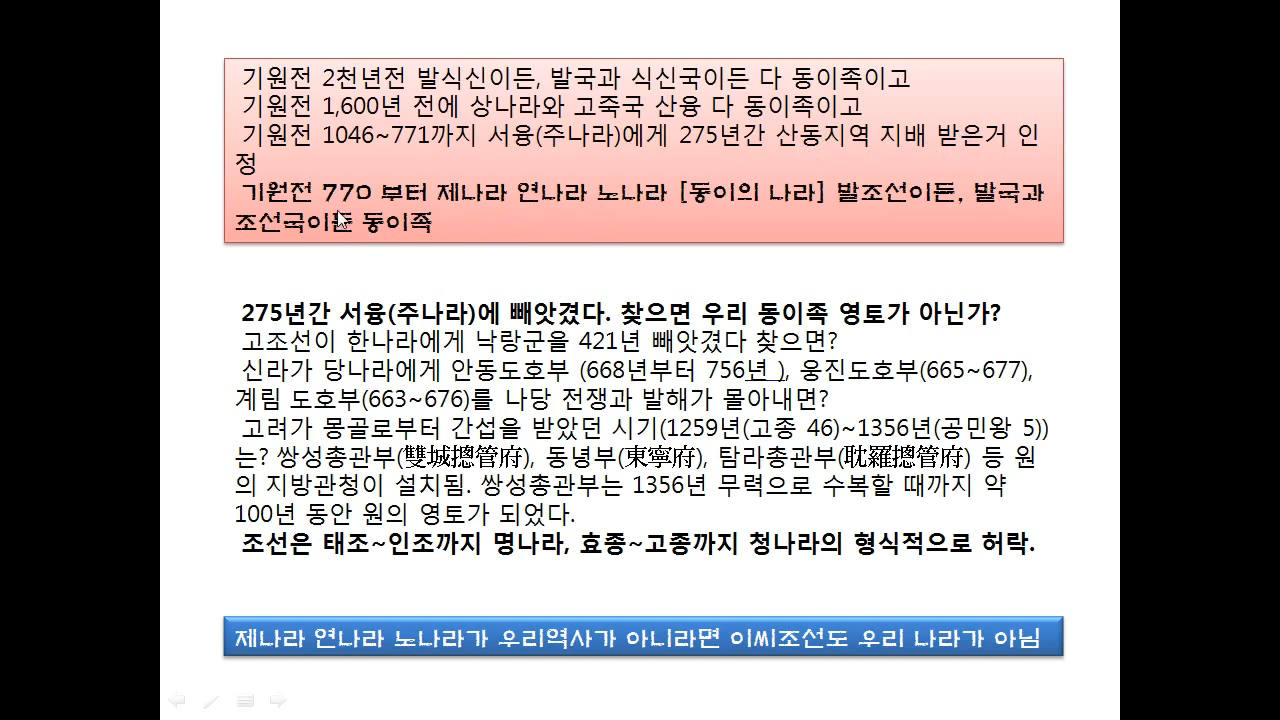 기원전 2천년전 발식신이든, 발국과 식신국이든 다 동이족이고
기원전 1,600년 전에 상나라와 고죽국 산융 다 동이족이고
기원전 1046~771까지 서융(주나라)에게 275년간 산동지역 지배 받은거 인
정
기원전 770 부터 제나라 연나라 노나라 [동이의 나라] 발조선이든, 발국과
조선국이든 동이족
275년간 서융(주나라)에 빼앗겼다. 찾으면 우리 동이족 영토가 아닌가?
고조선이 한나라에게 낙랑군을 421년 빼앗겼다 찾으면?
신라가 당나라에게 안동도호부 (668년부터 756년 ), 웅진도호부(665~677),
계림 도호부(663~676)를 나당 전쟁과 발해가 몰아내면?
고려가 몽골로부터 간섭을 받았던 시기(1259년(고종 46)~1356년(공민왕 5))
는? 쌍성총관부(雙城摠管府), 동녕부(東寧府), 탐라총관부(耽羅摠管府) 등 원
의 지방관청이 설치됨. 쌍성총관부는 1356년 무력으로 수복할 때까지 약
100년 동안 원의 영토가 되었다.
조선은 태조~인조까지 명나라, 효종~고종까지 청나라의 형식적으로 허락.
제나라 연나라 노나라가 우리역사가 아니라면 이씨조선도 우리 나라가 아님